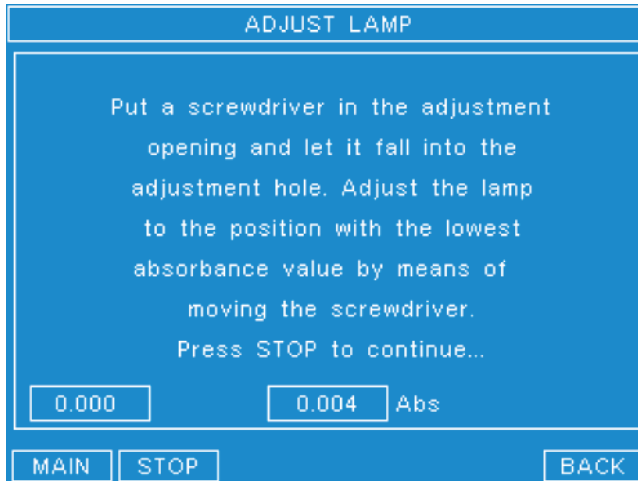 ADJUST LAMP
Put a screwdriver in the adjustment
opening and let it fall into the
adjustment hole. Adjust the lamp
to the position with the lowest
absorbance value by means of
moving the screwdriver.
Press STOP to continue...
0.000 0.004 Abs
MAIN STOP BACK